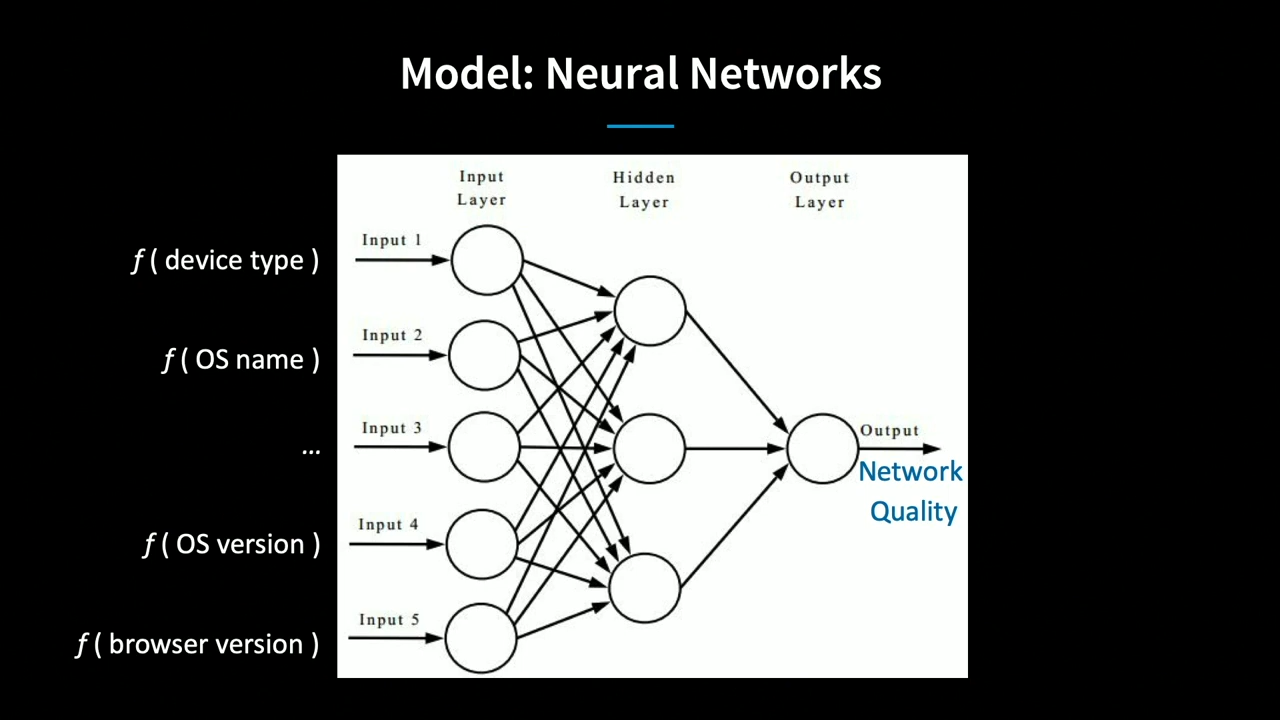 Model: Neural Networks
Input
Layer
Hidden
Layer
Output
Layer
f ( device type )
Input 1
f ( OS name )
Input 2
...
Input 3
f ( OS version )
Input 4
f ( browser version )
Input 5
Output
Network
Quality